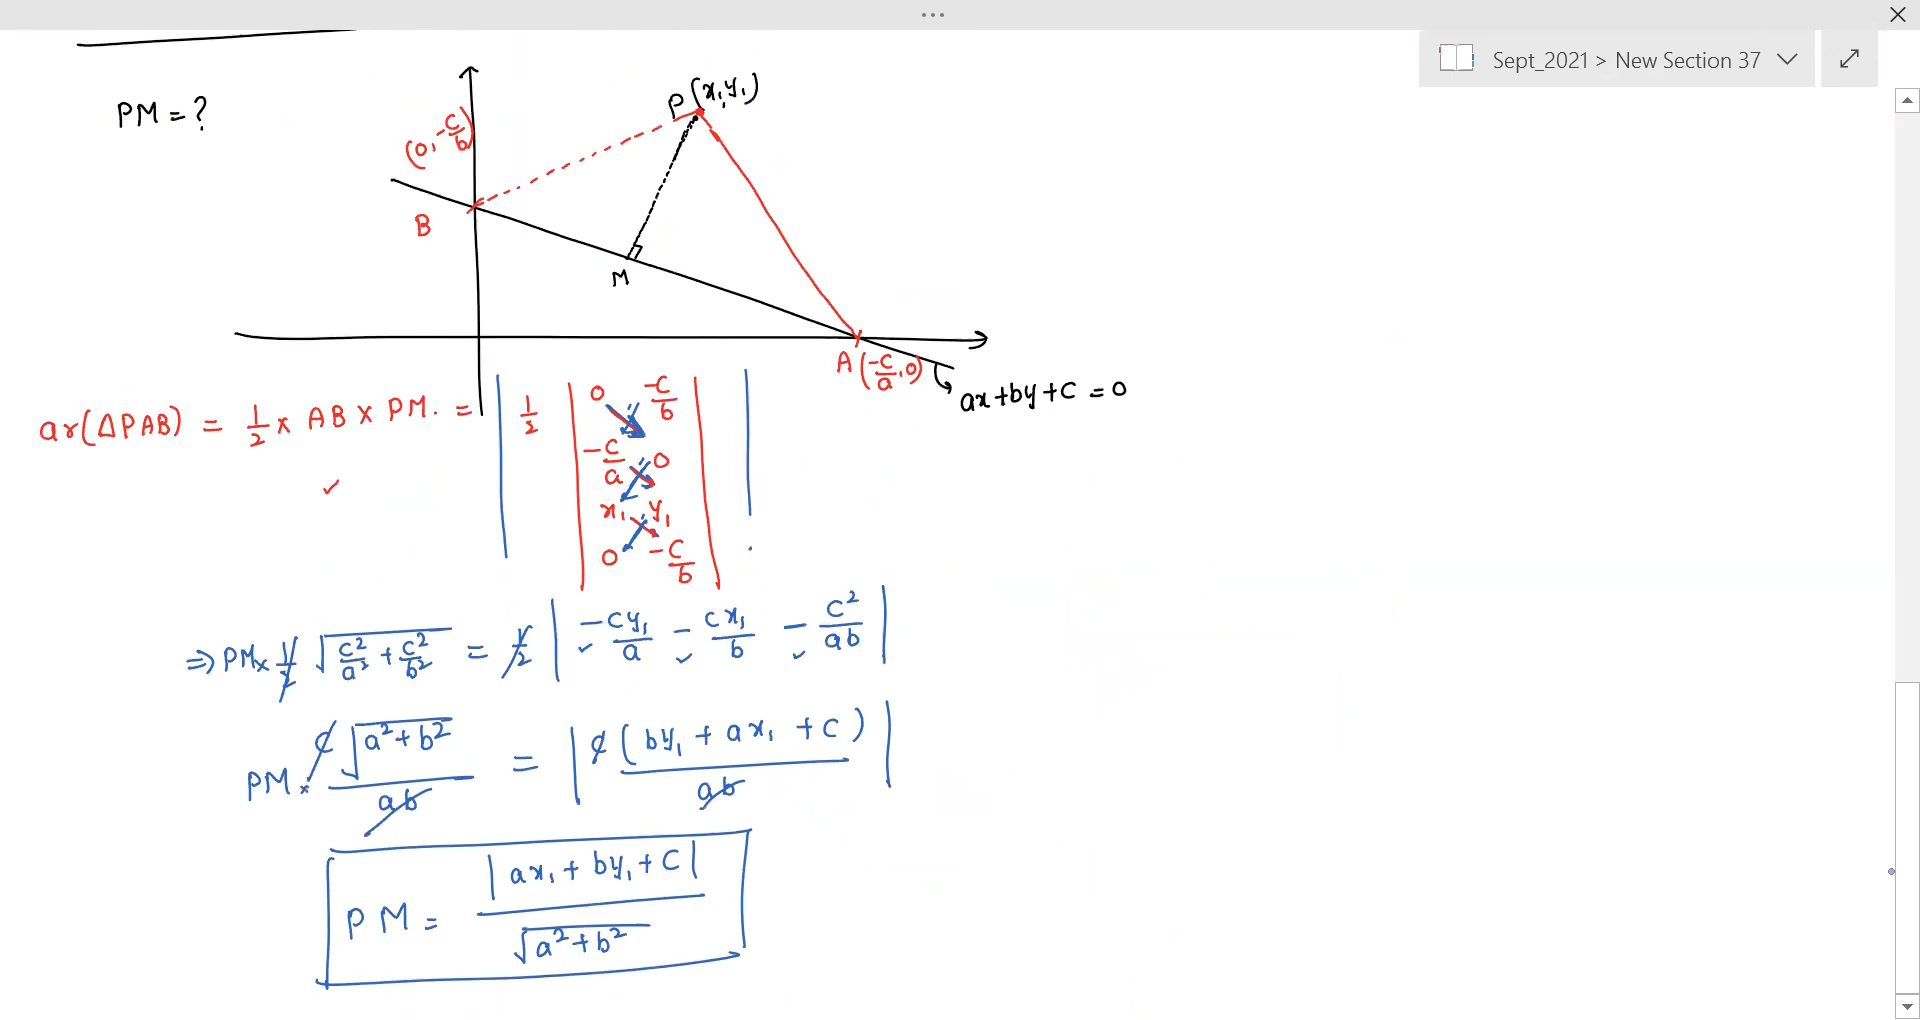 Sept_2021 > New Section 37
PM = ?
P(x₁y₁)
(0, -c/b)
B
M
A(-c/a, 0)
ax+by+c = 0
ar(ΔPAB) = 1/2 x AB x PM. = | 1/2 | 0 -c/b
-c/a 0
x₁ y₁
0 -c/b | |
⇒ PM x 1/2 √(c²/a² + c²/b²) = 1/2 | -cy₁/a - cx₁/b - c²/ab |
PM x c√(a²+b²)/ab = | c(by₁ + ax₁ + c)/ab |
PM = |ax₁ + by₁ + c| / √(a²+b²)